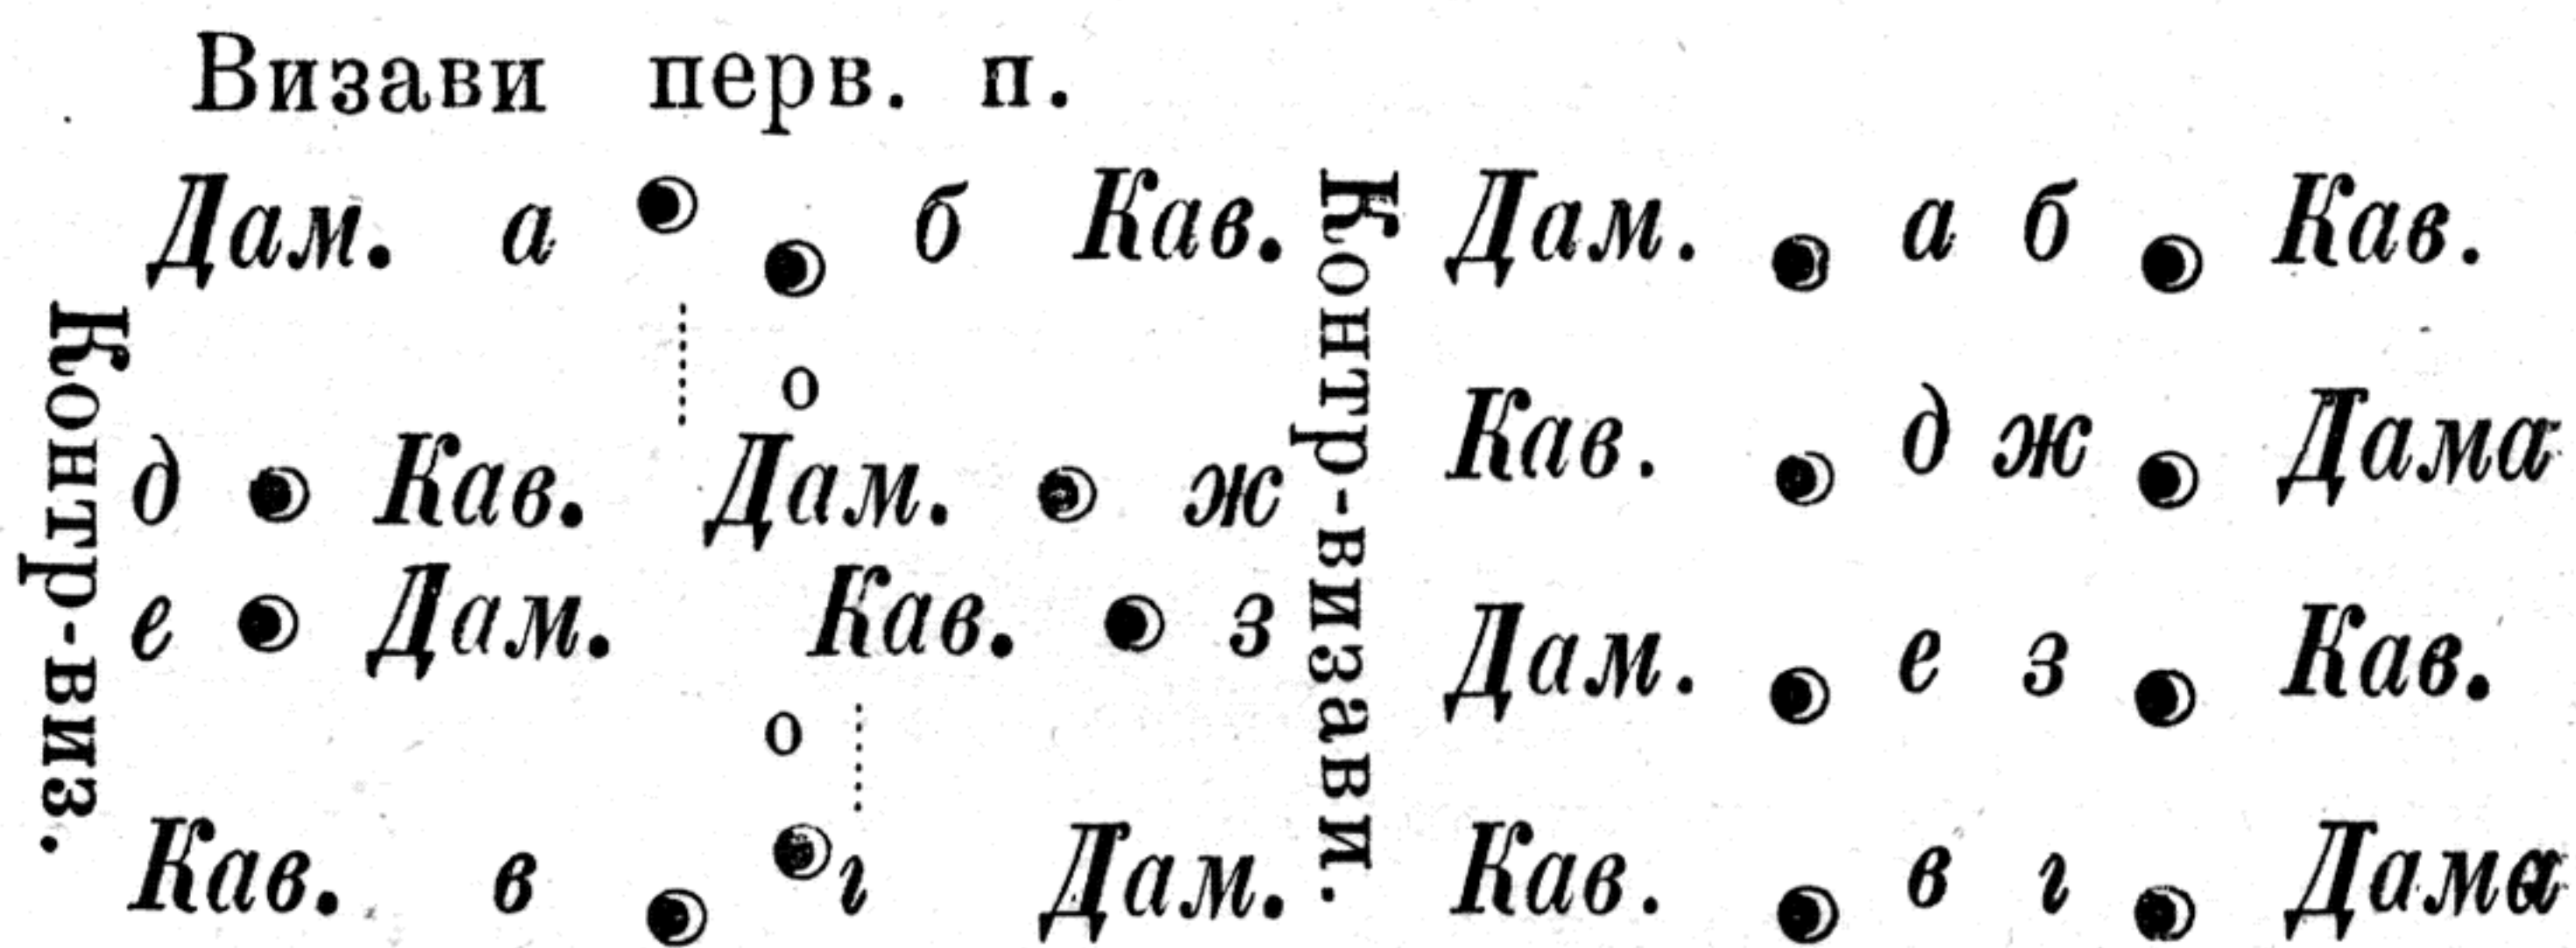 Визави перв. п.
Дам. а б Кав.
о
д Кав. Дам. ж
е Дам. Кав. з
о
Кав. в г Дам.
Контр-виз.
Контр-визави.
Дам. а б Кав.
Кав. д ж Дама
Дам. е з Кав.
Кав. в г Дама